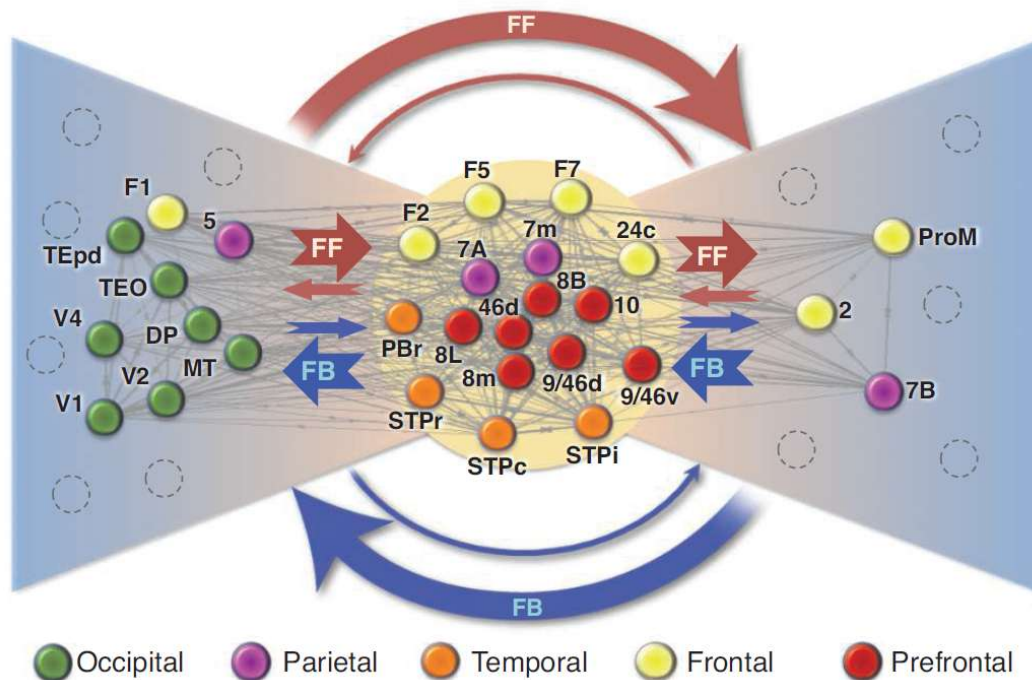 FF
F5
F7
F1
F2
7m
24c
5
TEpd
FF
7A
FF
ProM
TEO
8B
46d
10
V4
DP
2
PBr
8L
MT
V2
FB
8m
9/46d
9/46v
FB
7B
V1
STPr
STPc
STPi
FB
Occipital
Parietal
Temporal
Frontal
Prefrontal